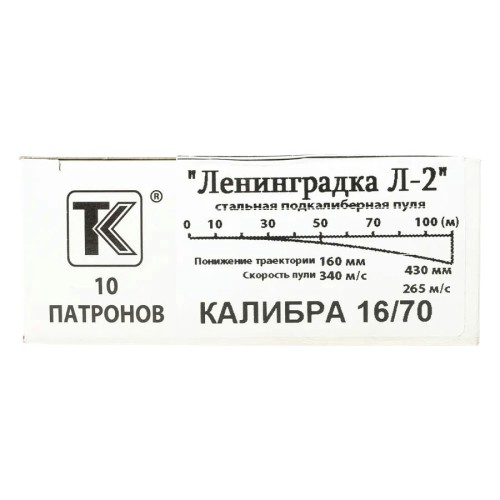 ТК ®
10
ПАТРОНОВ
"Ленинградка Л-2"
стальная подкалиберная пуля
0 10 30 50 70 100 (м)
Понижение траектории 160 мм
Скорость пули 340 м/с
430 мм
265 м/с
КАЛИБРА 16/70